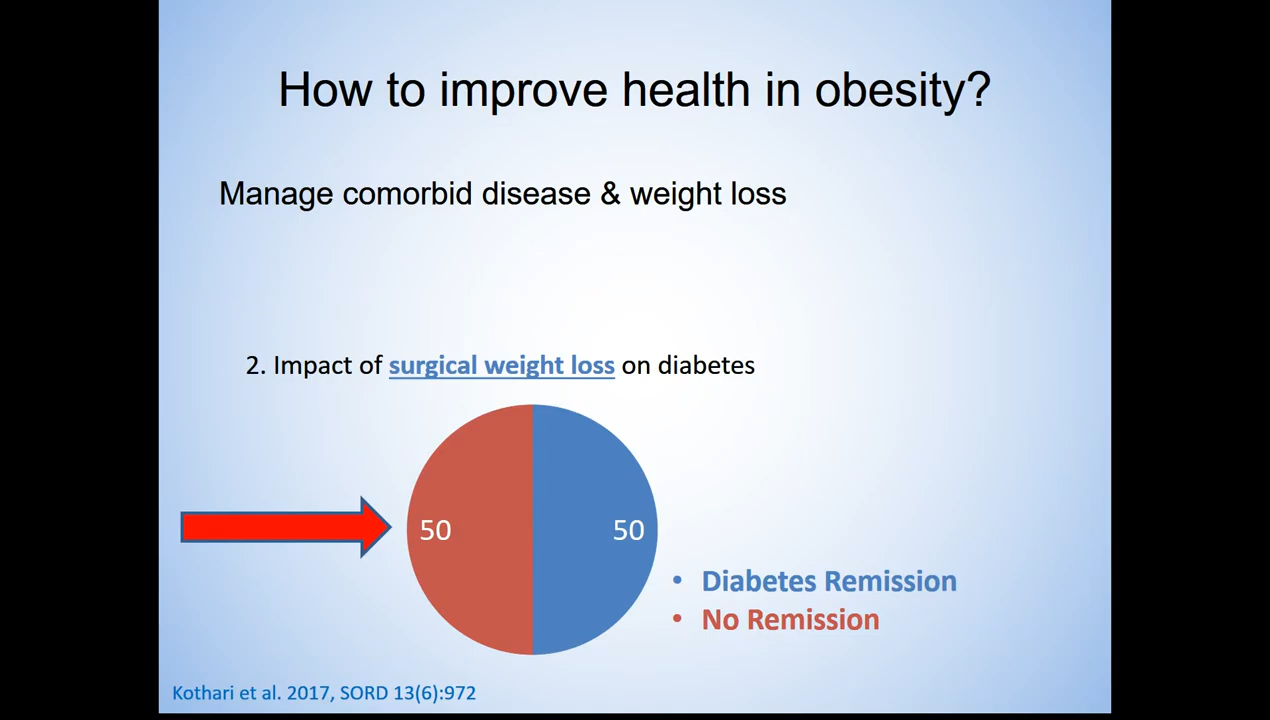 How to improve health in obesity?
Manage comorbid disease & weight loss
2. Impact of surgical weight loss on diabetes
50 50
• Diabetes Remission
• No Remission
Kothari et al. 2017, SORD 13(6):972